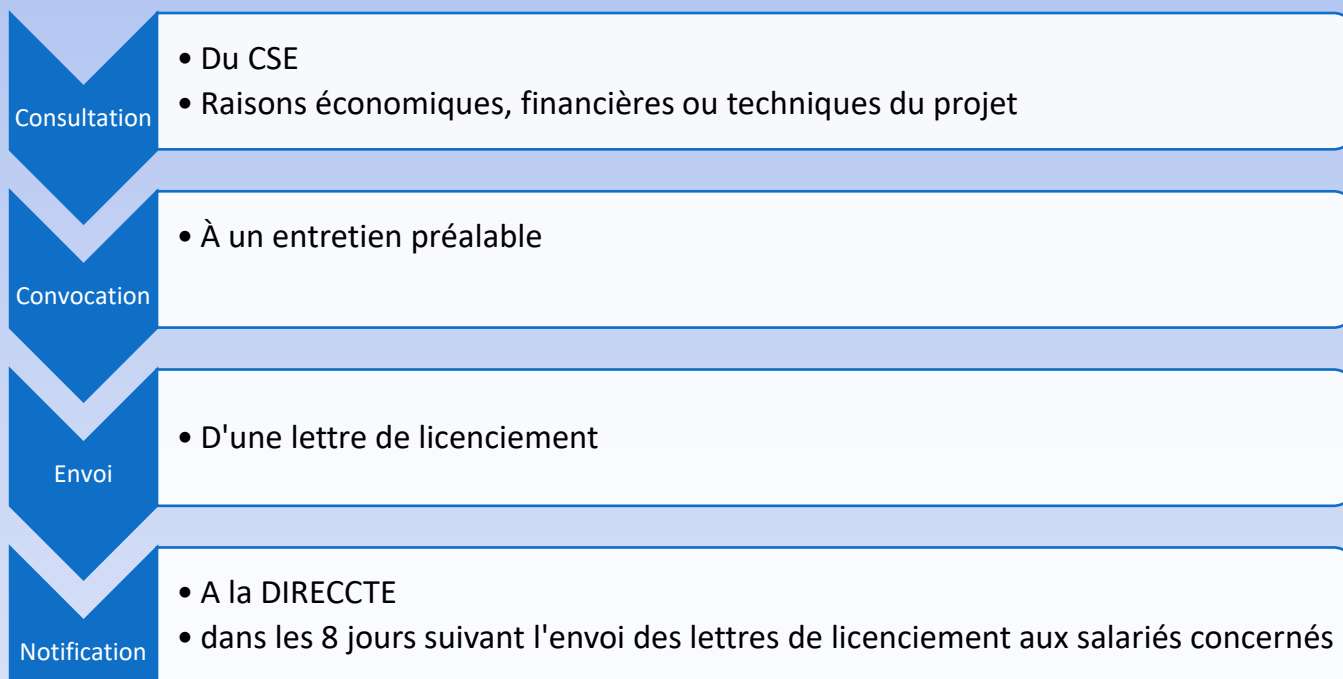 Consultation
• Du CSE
• Raisons économiques, financières ou techniques du projet
Convocation
• À un entretien préalable
Envoi
• D'une lettre de licenciement
Notification
• A la DIRECCTE
• dans les 8 jours suivant l'envoi des lettres de licenciement aux salariés concernés